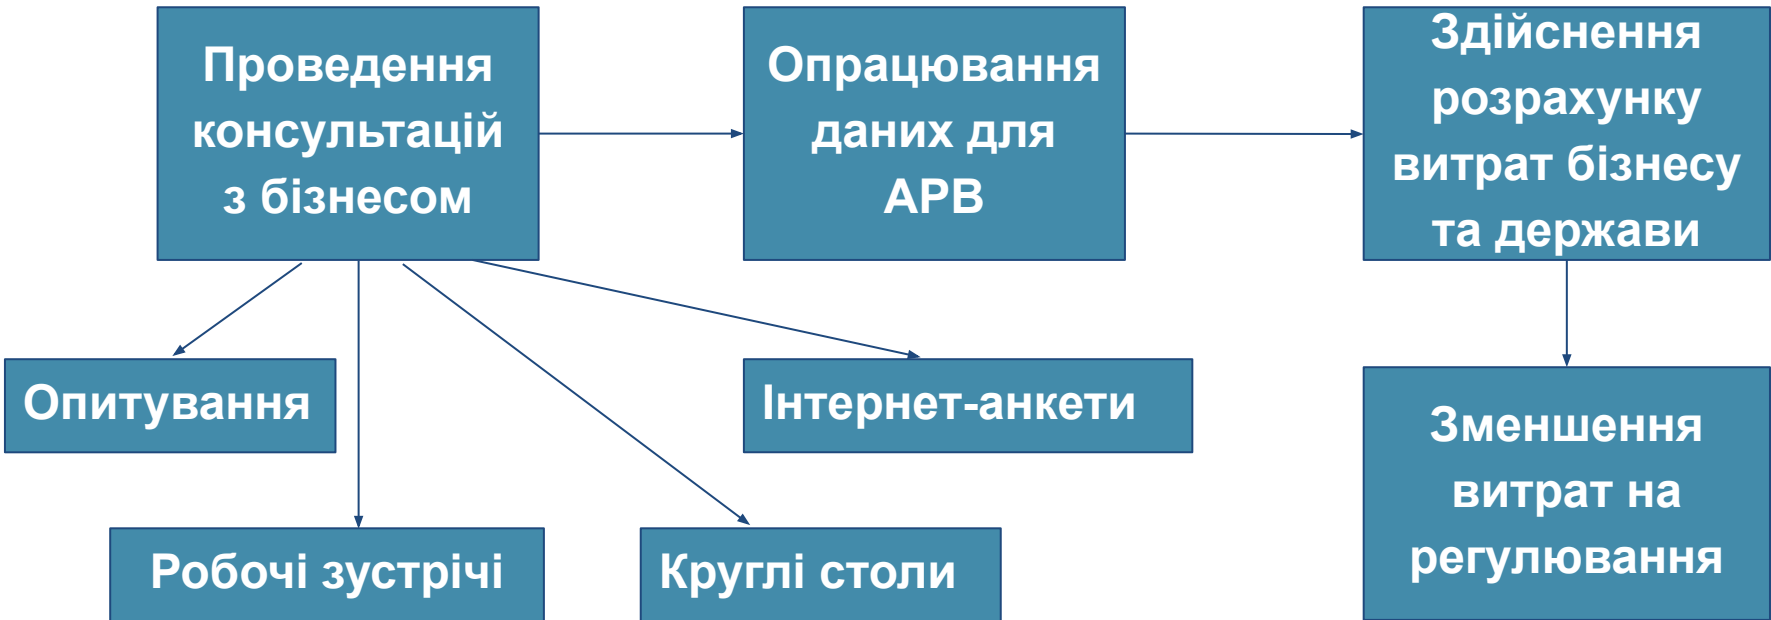 Проведення
консультацій
з бізнесом
Опрацювання
даних для
АРВ
Здійснення
розрахунку
витрат бізнесу
та держави
Опитування
Інтернет-анкети
Робочі зустрічі
Круглі столи
Зменшення
витрат на
регулювання